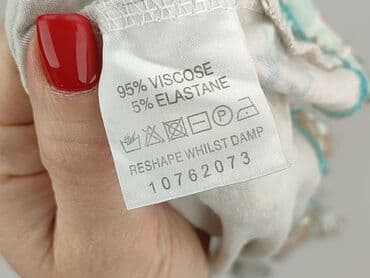 95% VISCOSE
5% ELASTANE
P
RESHAPE WHILST DAMP
10762073